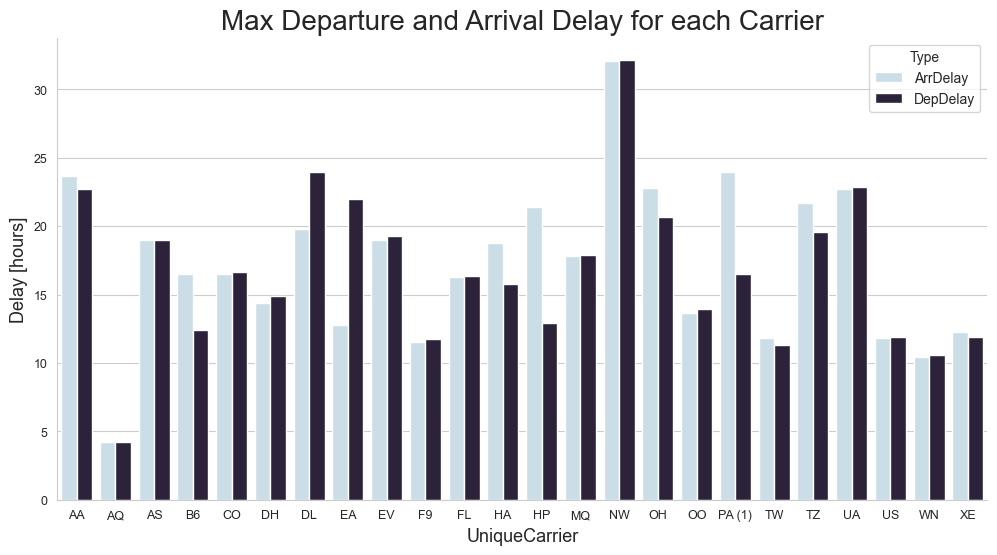 Max Departure and Arrival Delay for each Carrier
Type
ArrDelay
DepDelay
Delay [hours]
30
25
20
15
10
5
0
AA AQ AS B6 CO DH DL EA EV F9 FL HA HP MQ NW OH OO PA (1) TW TZ UA US WN XE
UniqueCarrier